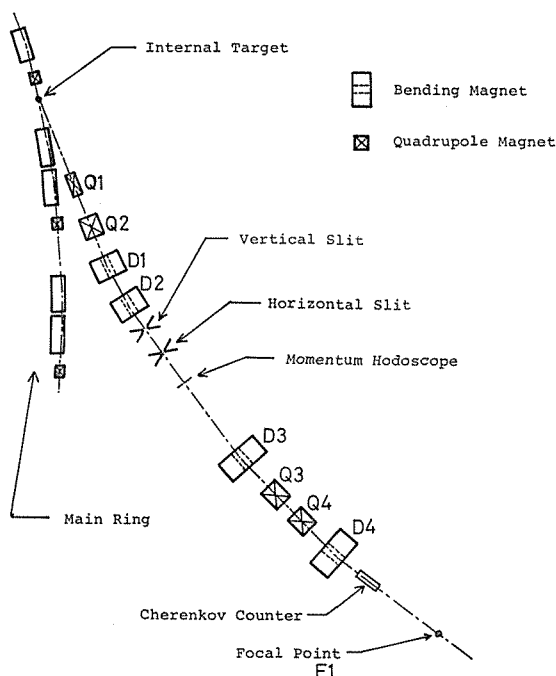 Internal Target
Bending Magnet
Quadrupole Magnet
Q1
Q2
Vertical Slit
D1
D2
Horizontal Slit
Momentum Hodoscope
D3
Q3
Q4
Main Ring
D4
Cherenkov Counter
Focal Point
F1